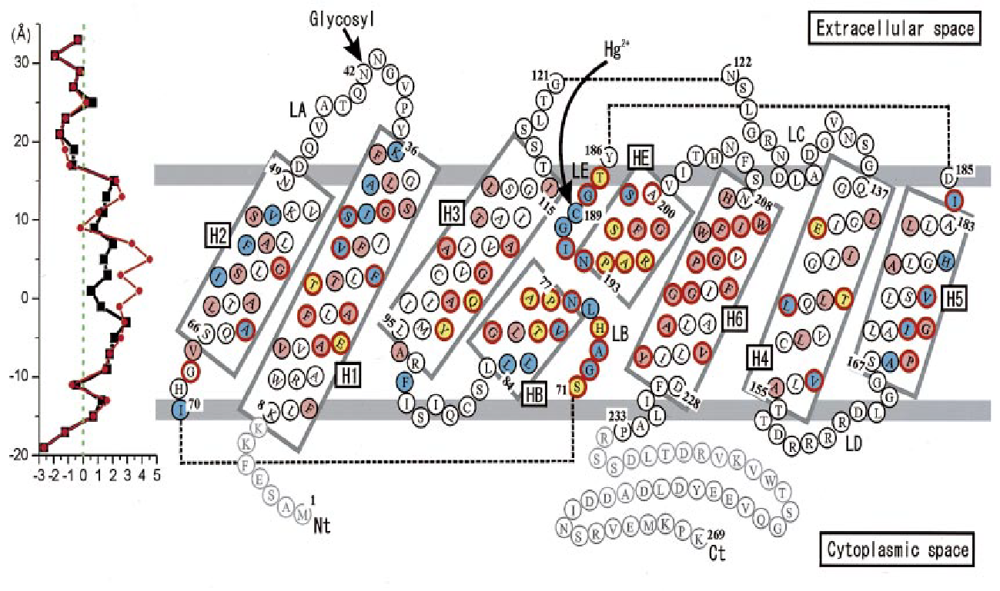 Glycosyl
Extracellular space
(Å)
Hg²⁺
30
20
10
0
-10
-20
-3 -2 -1 0 1 2 3 4 5
42
N
N
G
V
P
Y
Q
T
A
V
Q
D
N
LA
49
36
121
G
T
L
S
S
T
122
N
S
L
G
R
N
D
L
A
D
G
V
N
S
G
LC
186
Y
T
G
C
G
I
N
LE
115
189
HE
V
I
T
H
N
F
S
N
208
200
193
185
D
I
183
137
H2
S V K V
F A L
I S L G
L T A
S Q A
66
V
G
H
I
70
F K
A L G
S I G S
V F I
T T L F
F L A
V V A E
W R A
K L F
8
H1
K
K
F
E
S
A
M
1
Nt
H3
L S G I
T A I
A I V A
C V G
I I A Q
L M V
95
A
R
F
I
S
I
Q
C
S
L
77
A P N L
G L T V
I L
84
HB
H
A
G
S
LB
71
S A
S F G
P A R
H N
W F I W
P G V
G G I F
A L A
V I L V
H6
F D
228
I
L
A
P
233
R
S
S D L T D R V K V W T S
G Q V E E Y D L D A D D I
N S R V E M K P K
269
Ct
G Q
E I G L
G I I
L Q L T
C L V
A L V
H4
155
T
T
D
R
R
R
R
D
L
G
G
LD
L L A
A L G H
L S V
L A I G
S A P
167
H5
Cytoplasmic space